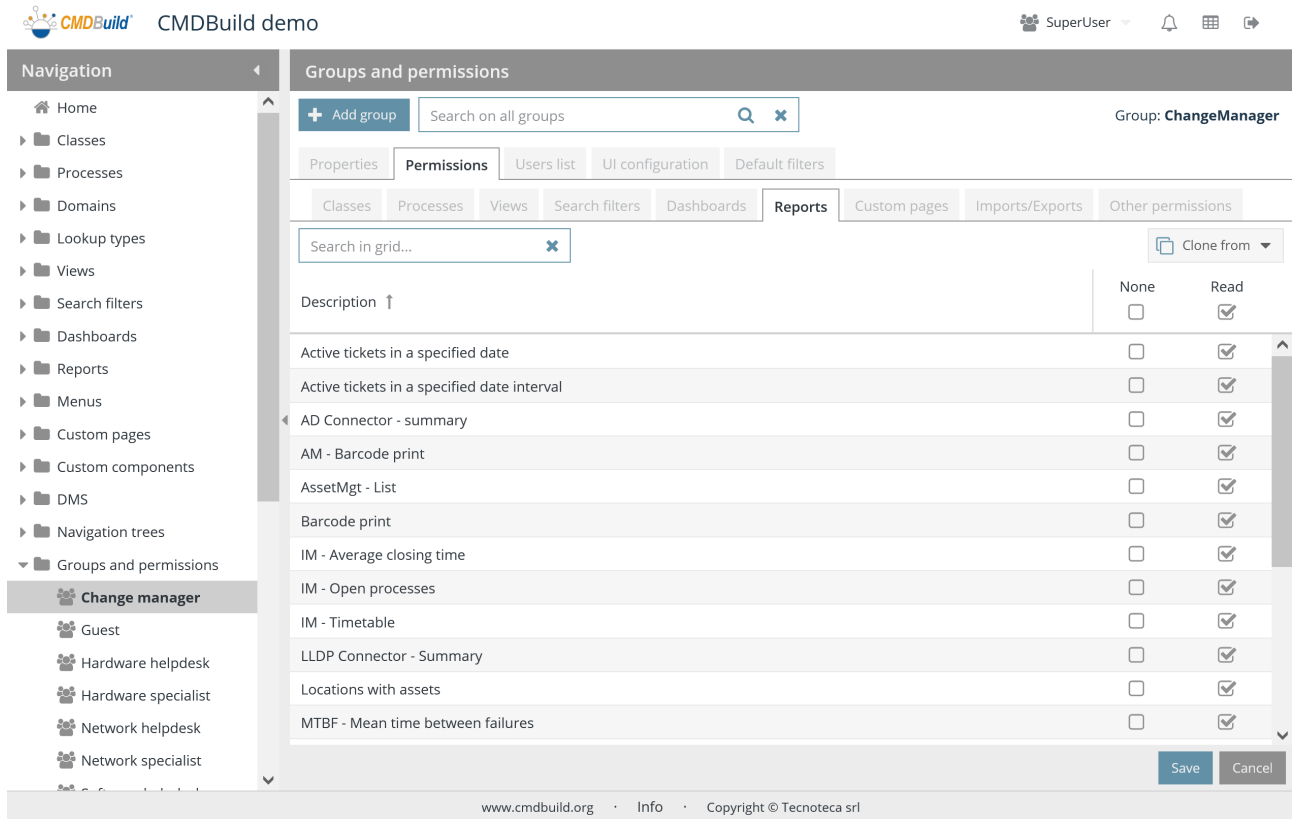 CMDBuild CMDBuild demo SuperUser
Navigation
Home
Classes
Processes
Domains
Lookup types
Views
Search filters
Dashboards
Reports
Menus
Custom pages
Custom components
DMS
Navigation trees
Groups and permissions
Change manager
Guest
Hardware helpdesk
Hardware specialist
Network helpdesk
Network specialist
Groups and permissions
Add group Search on all groups Group: ChangeManager
Properties Permissions Users list UI configuration Default filters
Classes Processes Views Search filters Dashboards Reports Custom pages Imports/Exports Other permissions
Search in grid... Clone from
Description None Read
Active tickets in a specified date
Active tickets in a specified date interval
AD Connector - summary
AM - Barcode print
AssetMgt - List
Barcode print
IM - Average closing time
IM - Open processes
IM - Timetable
LLDP Connector - Summary
Locations with assets
MTBF - Mean time between failures
Save Cancel
www.cmdbuild.org · Info · Copyright © Tecnoteca srl